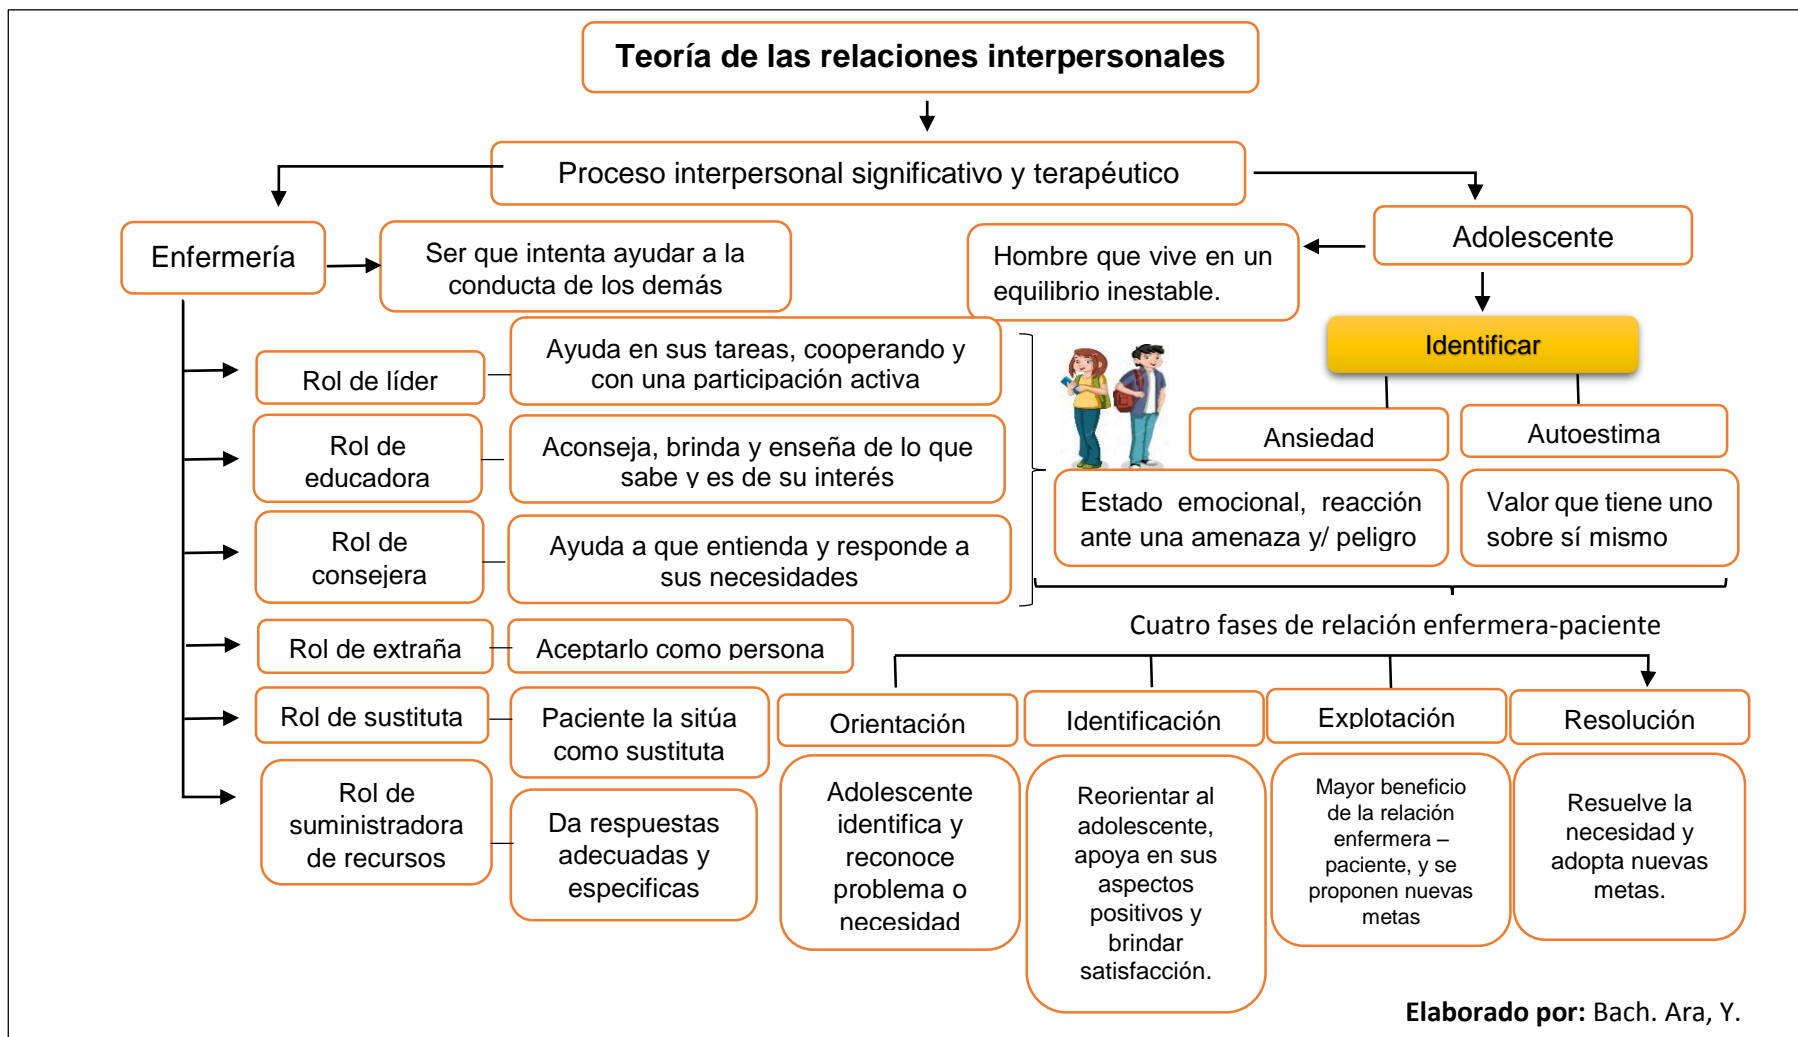 Teoría de las relaciones interpersonales
Proceso interpersonal significativo y terapéutico
Enfermería
Ser que intenta ayudar a la
conducta de los demás
Hombre que vive en un
equilibrio inestable.
Adolescente
Identificar
Rol de líder
Ayuda en sus tareas, cooperando y
con una participación activa
Ansiedad
Autoestima
Rol de
educadora
Aconseja, brinda y enseña de lo que
sabe y es de su interés
Estado emocional, reacción
ante una amenaza y/ peligro
Valor que tiene uno
sobre sí mismo
Rol de
consejera
Ayuda a que entienda y responde a
sus necesidades
Cuatro fases de relación enfermera-paciente
Rol de extraña
Aceptarlo como persona
Rol de sustituta
Paciente la sitúa
como sustituta
Rol de
suministradora
de recursos
Da respuestas
adecuadas y
especificas
Orientación
Identificación
Explotación
Resolución
Adolescente
identifica y
reconoce
problema o
necesidad
Reorientar al
adolescente,
apoya en sus
aspectos
positivos y
brindar
satisfacción.
Mayor beneficio
de la relación
enfermera –
paciente, y se
proponen nuevas
metas
Resuelve la
necesidad y
adopta nuevas
metas.
Elaborado por: Bach. Ara, Y.